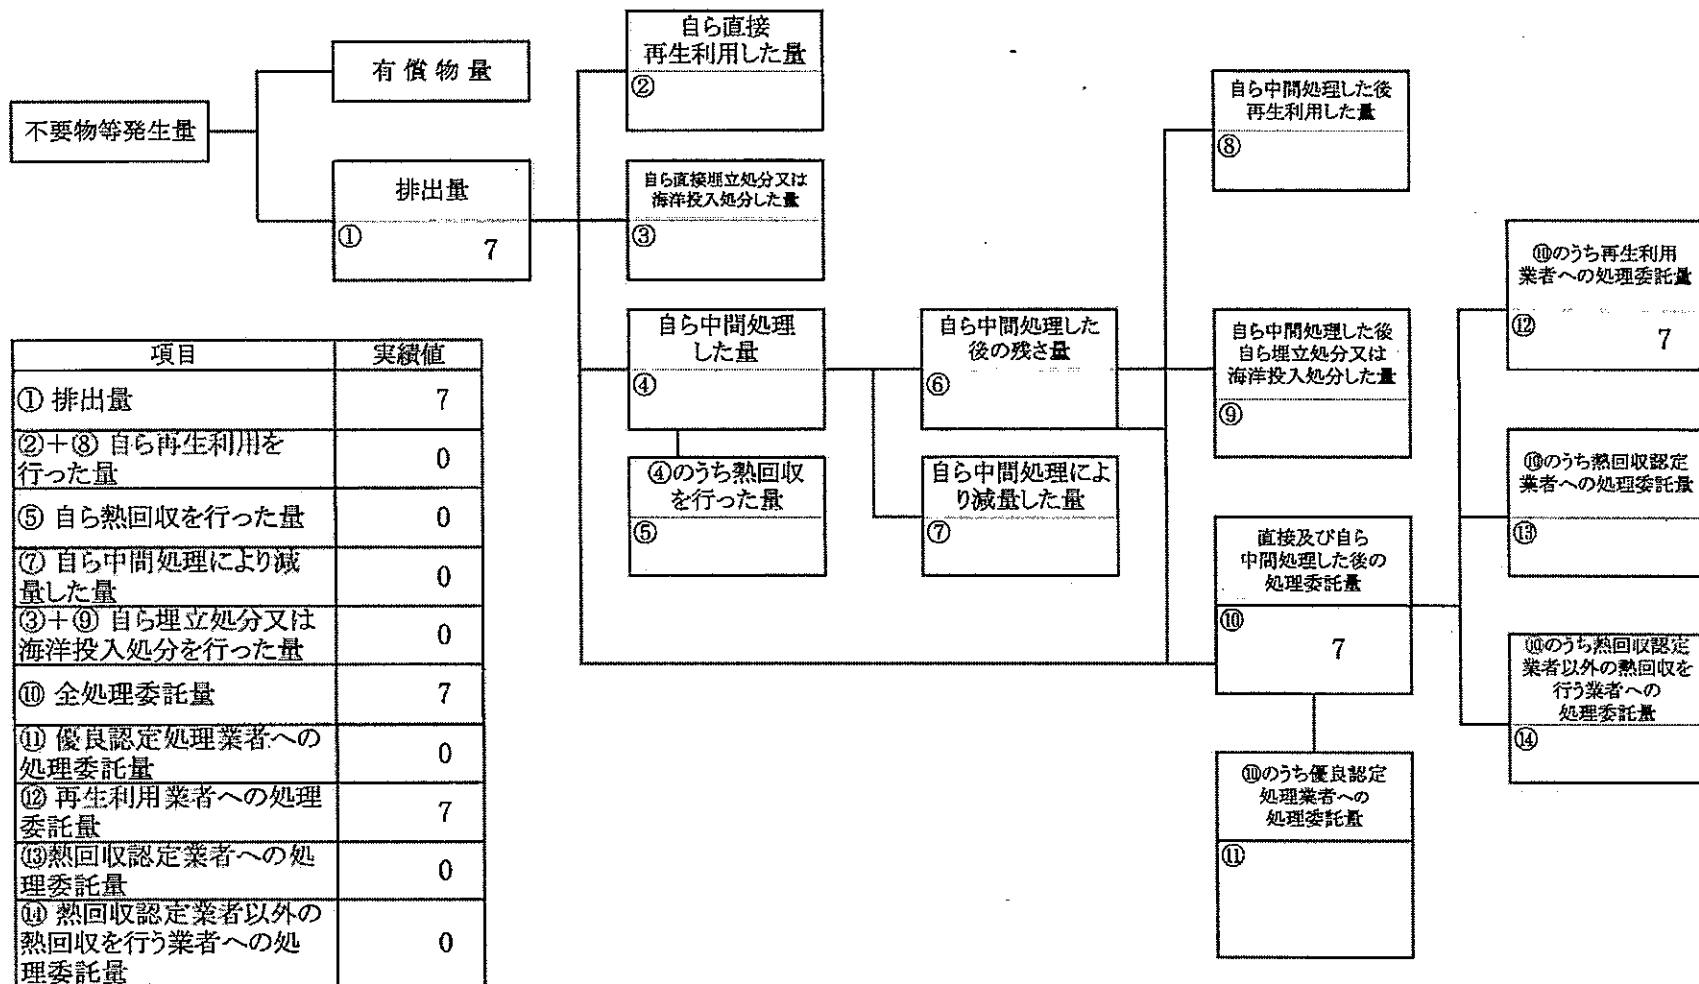 不要物等発生量
有償物量
排出量
①
7
自ら直接
再生利用した量
②
自ら直接埋立処分又は
海洋投入処分した量
③
自ら中間処理
した量
④
④のうち熱回収
を行った量
⑤
自ら中間処理した
後の残さ量
⑥
自ら中間処理によ
り減量した量
⑦
自ら中間処理した後
再生利用した量
⑧
自ら中間処理した後
自ら埋立処分又は
海洋投入処分した量
⑨
直接及び自ら
中間処理した後の
処理委託量
⑩
7
⑩のうち優良認定
処理業者への
処理委託量
⑪
⑩のうち再生利用
業者への処理委託量
⑫
7
⑩のうち熱回収認定
業者への処理委託量
⑬
⑩のうち熱回収認定
業者以外の熱回収を
行う業者への
処理委託量
⑭
項目 実績値
① 排出量 7
②+⑧ 自ら再生利用を
行った量 0
⑤ 自ら熱回収を行った量 0
⑦ 自ら中間処理により減
量した量 0
③+⑨ 自ら埋立処分又は
海洋投入処分を行った量 0
⑩ 全処理委託量 7
⑪ 優良認定処理業者への
処理委託量 0
⑫ 再生利用業者への処理
委託量 7
⑬熱回収認定業者への処
理委託量 0
⑭ 熱回収認定業者以外の
熱回収を行う業者への処
理委託量 0